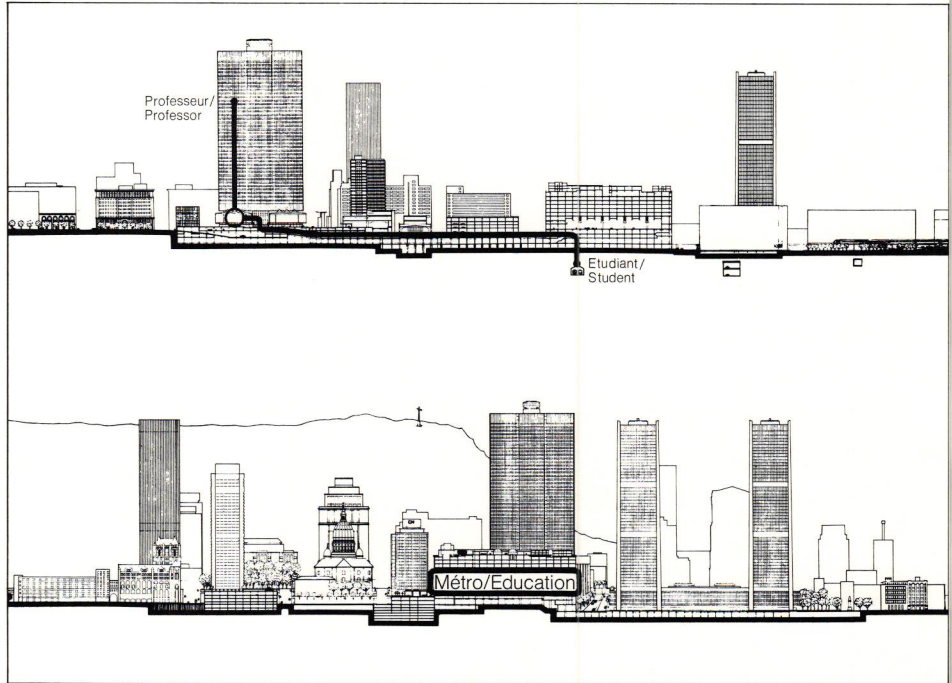 Professeur/
Professor
Etudiant/
Student
Métro/Education